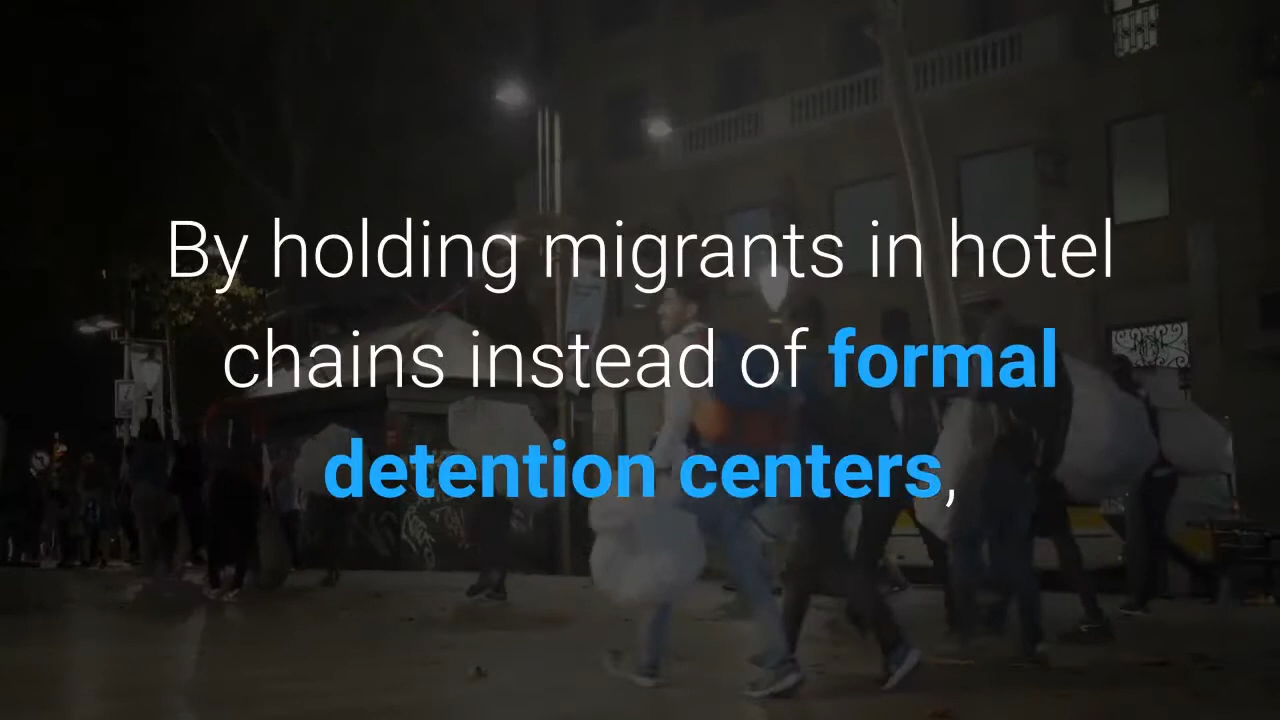 By holding migrants in hotel
chains instead of formal
detention centers,